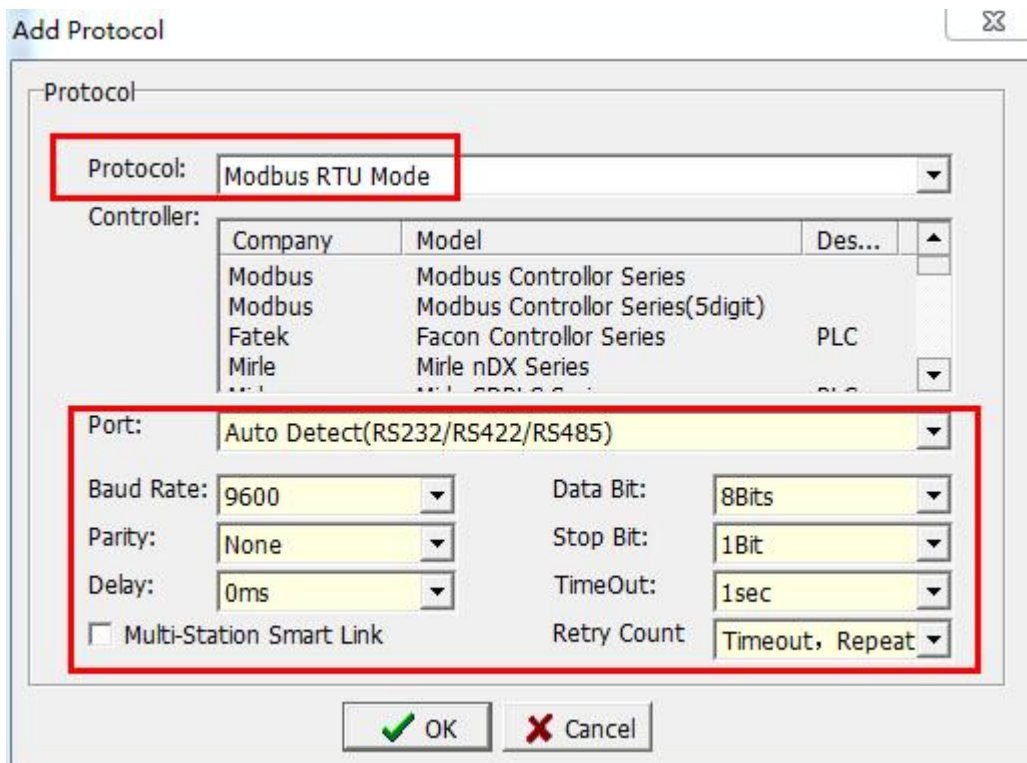 Add Protocol
Protocol
Protocol: Modbus RTU Mode
Controller:
Company Model Des...
Modbus Modbus Controllor Series
Modbus Modbus Controllor Series(5digit)
Fatek Facon Controllor Series PLC
Mirle Mirle nDX Series
Port: Auto Detect(RS232/RS422/RS485)
Baud Rate: 9600 Data Bit: 8Bits
Parity: None Stop Bit: 1Bit
Delay: 0ms TimeOut: 1sec
Multi-Station Smart Link Retry Count Timeout，Repeat
OK Cancel